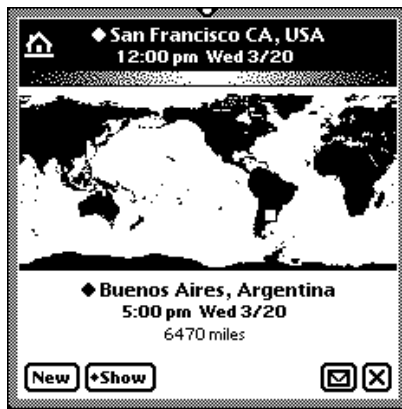 ◆San Francisco CA, USA
12:00 pm Wed 3/20
◆Buenos Aires, Argentina
5:00 pm Wed 3/20
6470 miles
New ◆Show